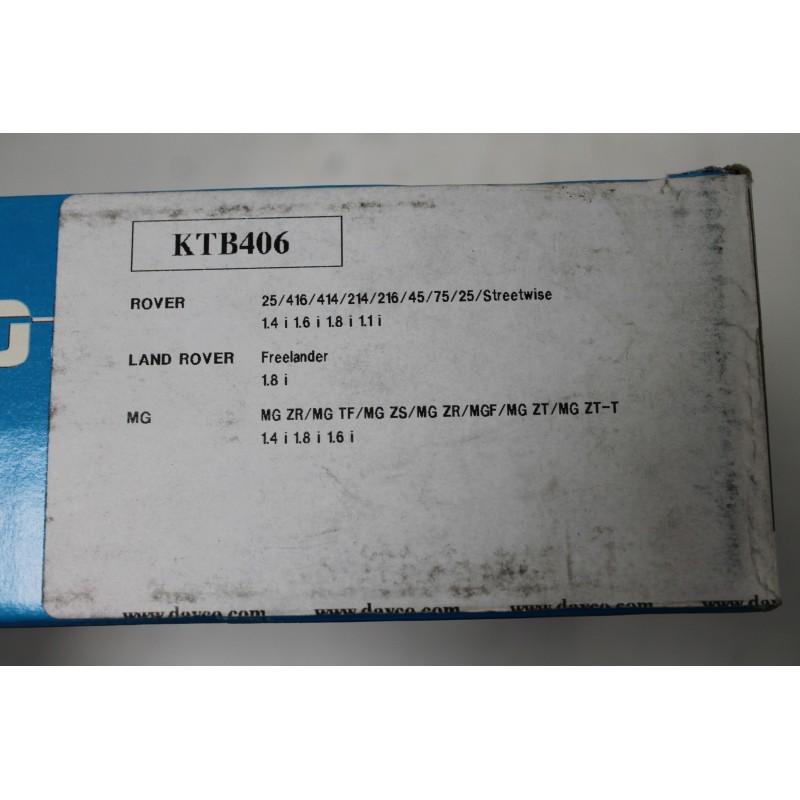 KTB406
ROVER 25/416/414/214/216/45/75/25/Streetwise
1.4 i 1.6 i 1.8 i 1.1 i
LAND ROVER Freelander
1.8 i
MG MG ZR/MG TF/MG ZS/MG ZR/MGF/MG ZT/MG ZT-T
1.4 i 1.8 i 1.6 i
www.dayco.com www.dayco.com www.dayco.com www.da